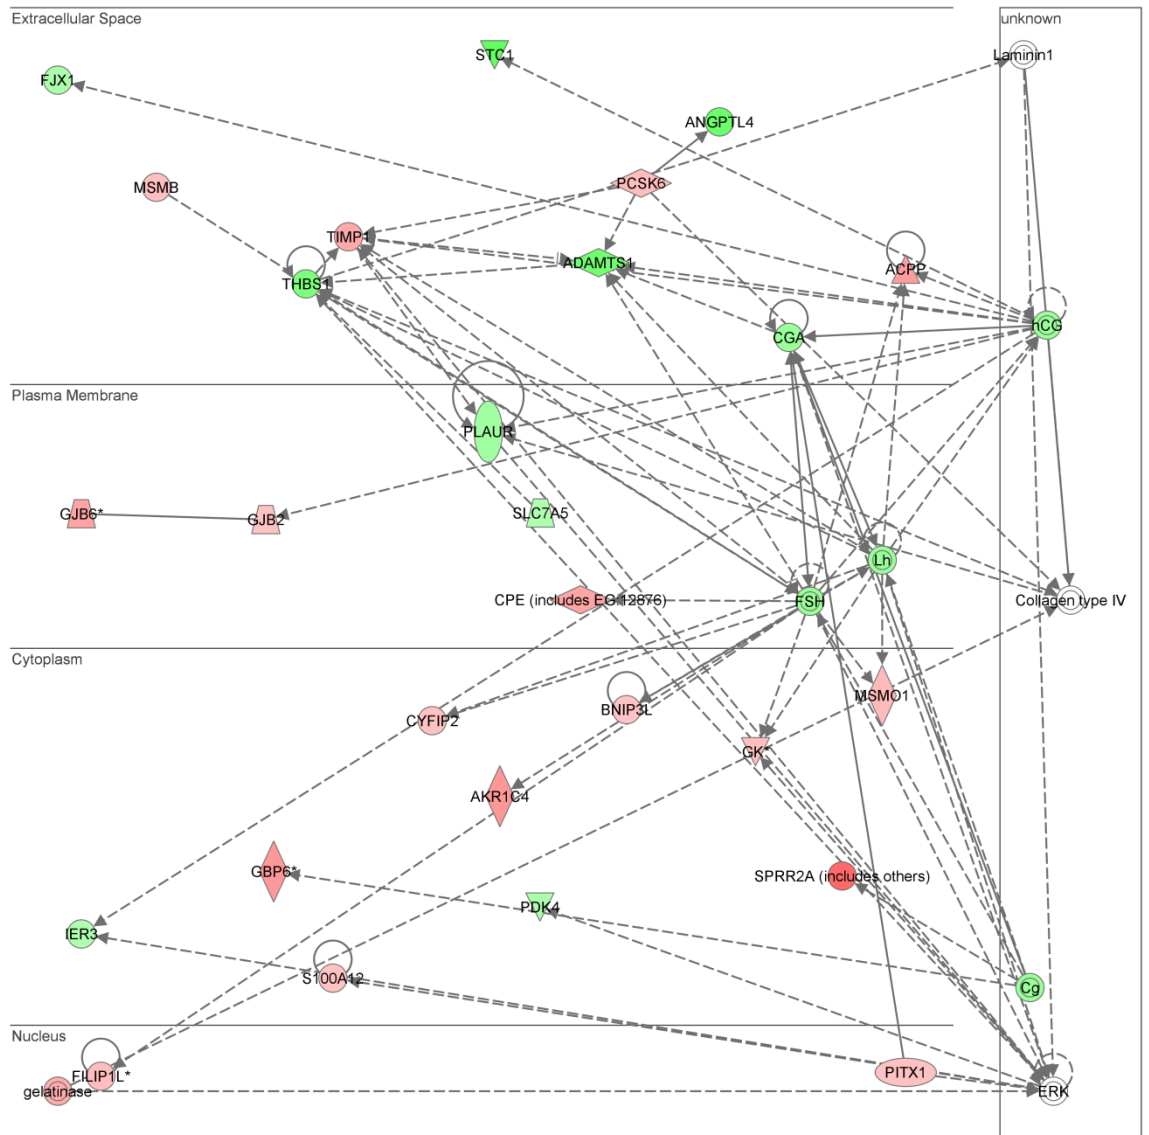 Extracellular Space
unknown
STC1
Laminin1
FJX1
ANGPTL4
MSMB
PCSK6
TIMP1
ADAMTS1
ACPP
THBS1
hCG
CGA
Plasma Membrane
PLAUR
GJB6*
GJB2
SLC7A5
Lh
CPE (includes EG:12876)
FSH
Collagen type IV
Cytoplasm
MSMO1
BNIP3L
CYFIP2
GK*
AKR1C4
GBP6*
SPRR2A (includes others)
PDK4
IER3
S100A12
Cg
Nucleus
FILIP1L*
PITX1
gelatinase
ERK